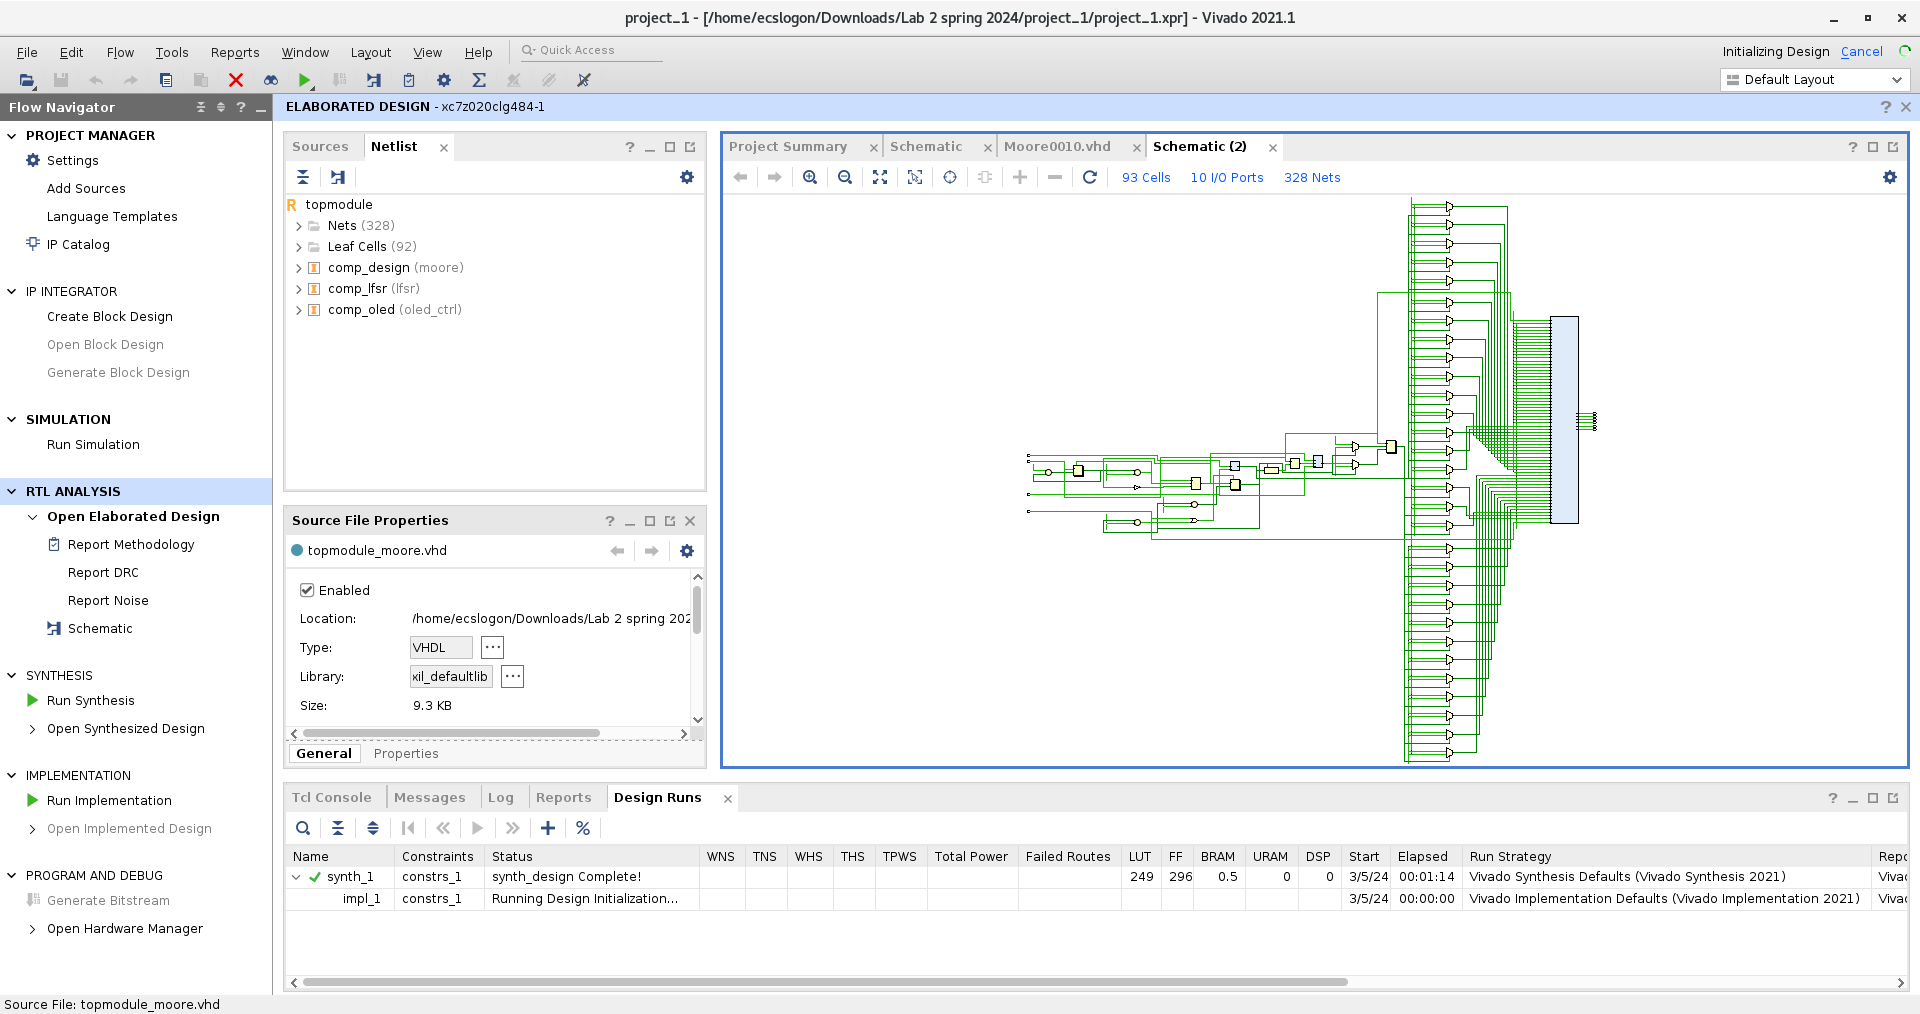 project_1 - [/home/ecslogon/Downloads/Lab 2 spring 2024/project_1/project_1.xpr] - Vivado 2021.1
File Edit Flow Tools Reports Window Layout View Help Quick Access
Initializing Design Cancel
Default Layout
Flow Navigator
PROJECT MANAGER
Settings
Add Sources
Language Templates
IP Catalog
IP INTEGRATOR
Create Block Design
Open Block Design
Generate Block Design
SIMULATION
Run Simulation
RTL ANALYSIS
Open Elaborated Design
Report Methodology
Report DRC
Report Noise
Schematic
SYNTHESIS
Run Synthesis
Open Synthesized Design
IMPLEMENTATION
Run Implementation
Open Implemented Design
PROGRAM AND DEBUG
Generate Bitstream
Open Hardware Manager
ELABORATED DESIGN - xc7z020clg484-1
Sources Netlist
topmodule
Nets (328)
Leaf Cells (92)
comp_design (moore)
comp_lfsr (lfsr)
comp_oled (oled_ctrl)
Source File Properties
topmodule_moore.vhd
Enabled
Location: /home/ecslogon/Downloads/Lab 2 spring 202
Type: VHDL
Library: xil_defaultlib
Size: 9.3 KB
General Properties
Project Summary Schematic Moore0010.vhd Schematic (2)
93 Cells 10 I/O Ports 328 Nets
Tcl Console Messages Log Reports Design Runs
Name Constraints Status WNS TNS WHS THS TPWS Total Power Failed Routes LUT FF BRAM URAM DSP Start Elapsed Run Strategy Repo
synth_1 constrs_1 synth_design Complete! 249 296 0.5 0 0 3/5/24 00:01:14 Vivado Synthesis Defaults (Vivado Synthesis 2021) Vivad
impl_1 constrs_1 Running Design Initialization... 3/5/24 00:00:00 Vivado Implementation Defaults (Vivado Implementation 2021) Vivad
Source File: topmodule_moore.vhd